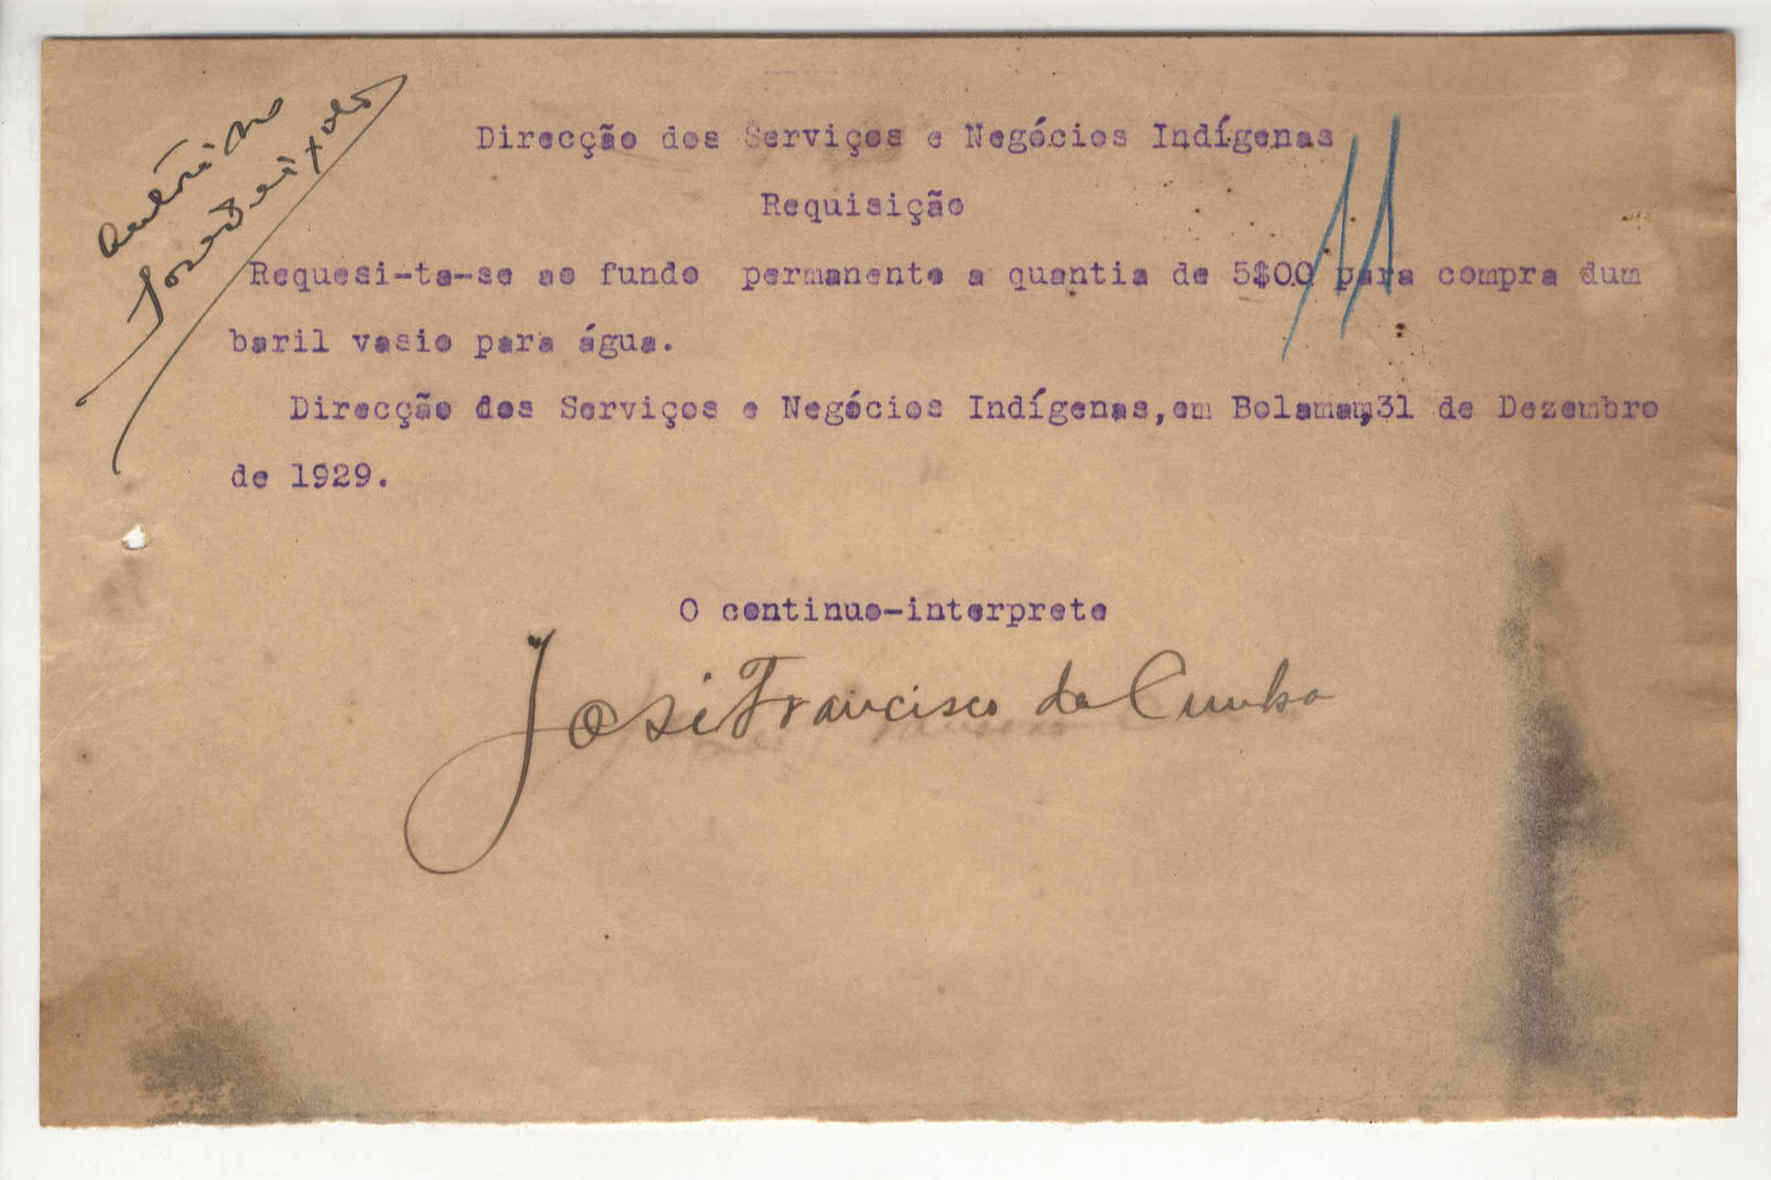 Direcção dos Serviços e Negócios Indígenas
Requisição
Requesi-ta-se ao fundo permanente a quantia de 5$00 para compra dum
baril vasio para água.
Direcção dos Serviços e Negócios Indígenas,em Bolamam,31 de Dezembro
de 1929.
O continuo-interprete
José Francisco da Cunha
11